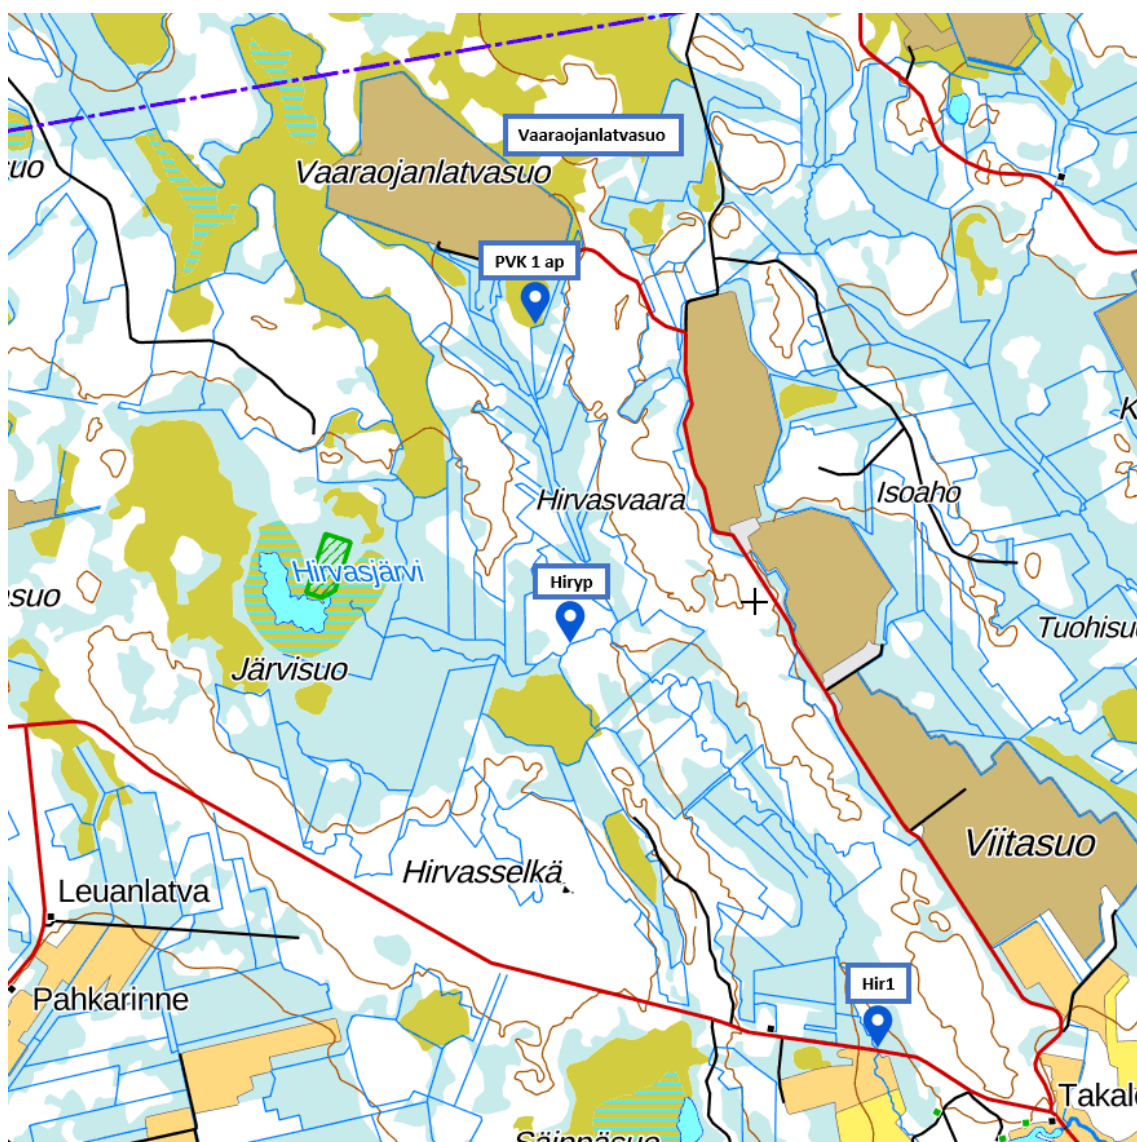 Vaaraojanlatvasuo
uo
Vaaraojanlatvasuo
PVK 1 ap
K
Isoaho
Hirvasvaara
Hirvasjärvi
Hiryp
suo
Tuohisu
Järvisuo
Viitasuo
Hirvasselkä
Leuanlatva
Hir1
Pahkarinne
Takal
Säippäsuo